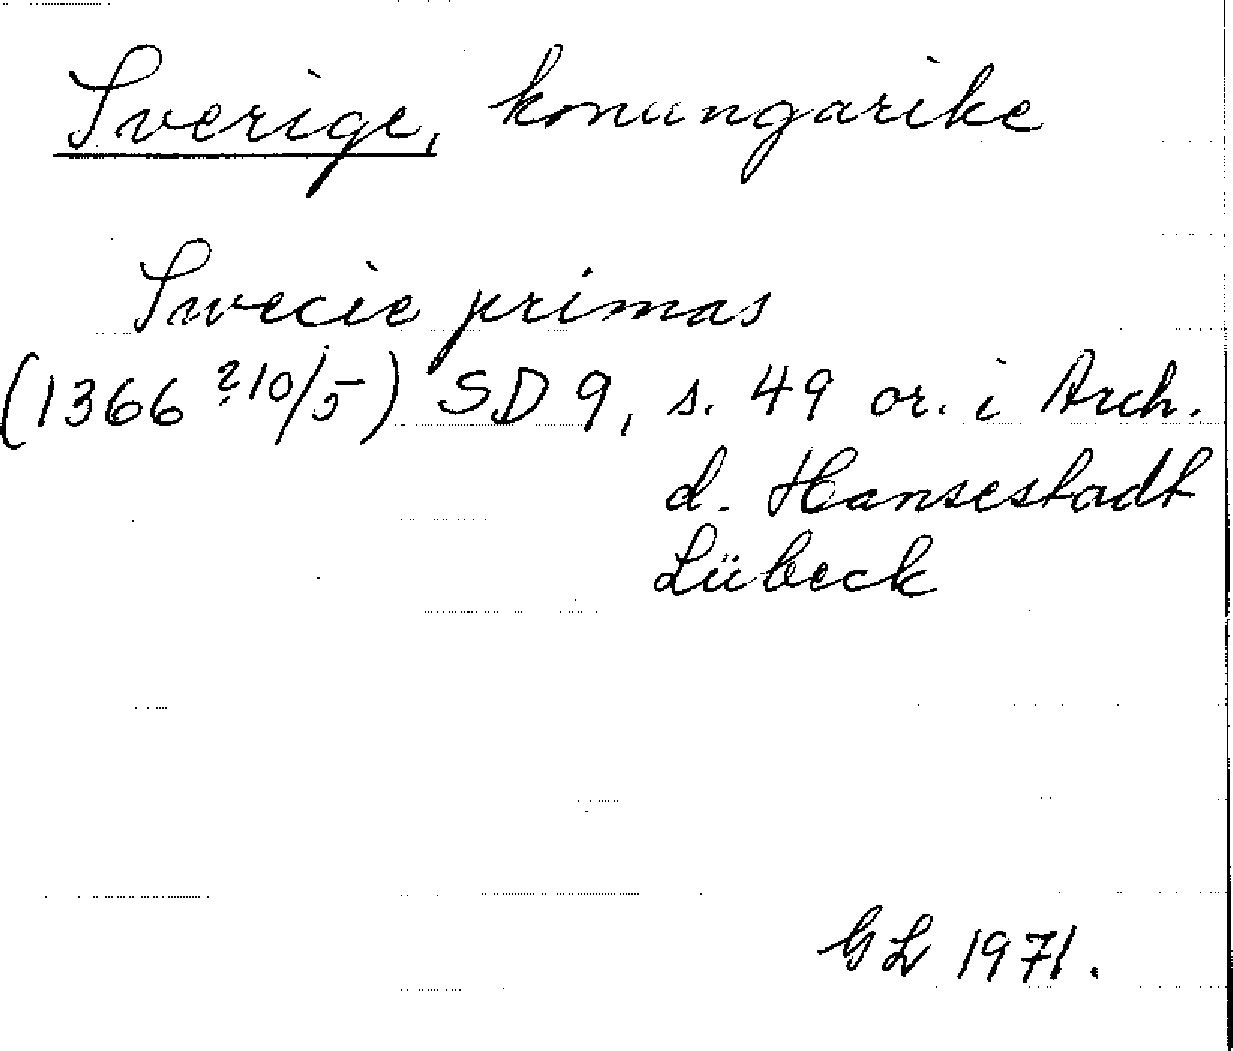 Sverige, konungarike
Swecie primas
(1366 ?10/5) SD 9, s. 49 or. i Arch.
d. Hansestadt
Lübeck
GL 1971.